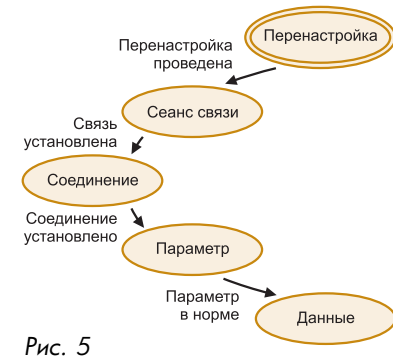 Перенастройка
Перенастройка
проведена
Сеанс связи
Связь
установлена
Соединение
Соединение
установлено
Параметр
Параметр
в норме
Данные
Рис. 5